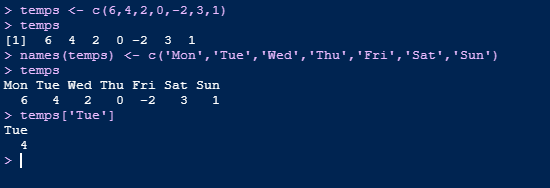 > temps <- c(6,4,2,0,-2,3,1)
> temps
[1]  6  4  2  0 -2  3  1
> names(temps) <- c('Mon','Tue','Wed','Thu','Fri','Sat','Sun')
> temps
Mon Tue Wed Thu Fri Sat Sun
  6   4   2   0  -2   3   1
> temps['Tue']
Tue
  4
>